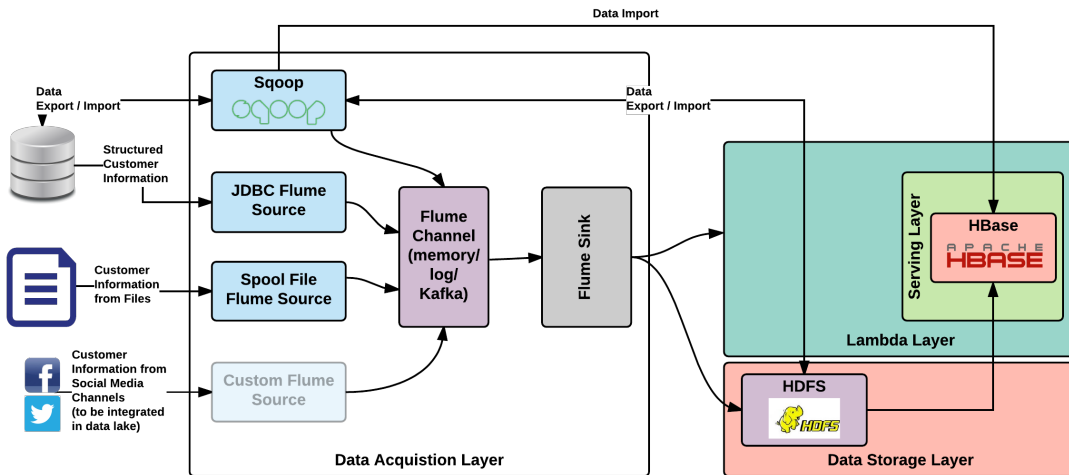 Data Import
Sqoop
sqoop
Data
Export / Import
Data
Export / Import
Structured
Customer
Information
JDBC Flume
Source
Flume
Channel
(memory/
log/
Kafka)
Flume Sink
Spool File
Flume Source
Customer
Information
from Files
Customer
Information from
Social Media
Channels
(to be integrated
in data lake)
Custom Flume
Source
Data Acquistion Layer
Serving Layer
HBase
APACHE
HBASE
Lambda Layer
HDFS
HDFS
Data Storage Layer